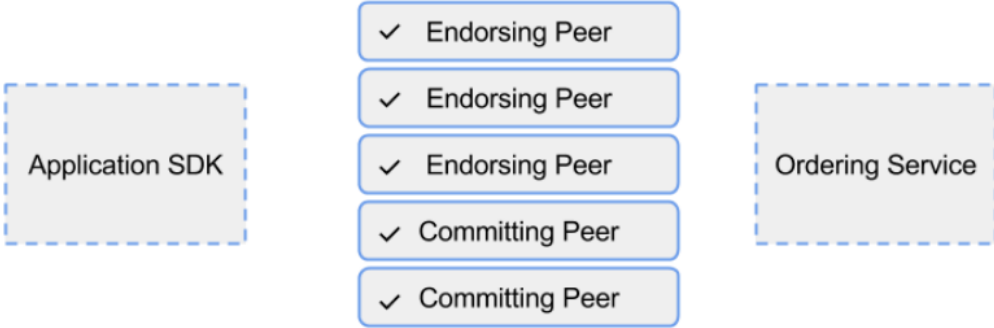 Application SDK
✓ Endorsing Peer
✓ Endorsing Peer
✓ Endorsing Peer
✓ Committing Peer
✓ Committing Peer
Ordering Service